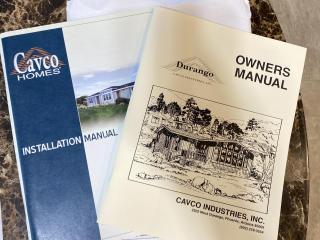 Cavco
HOMES
INSTALLATION MANUAL
Durango
OWNERS
MANUAL
CAVCO INDUSTRIES, INC.